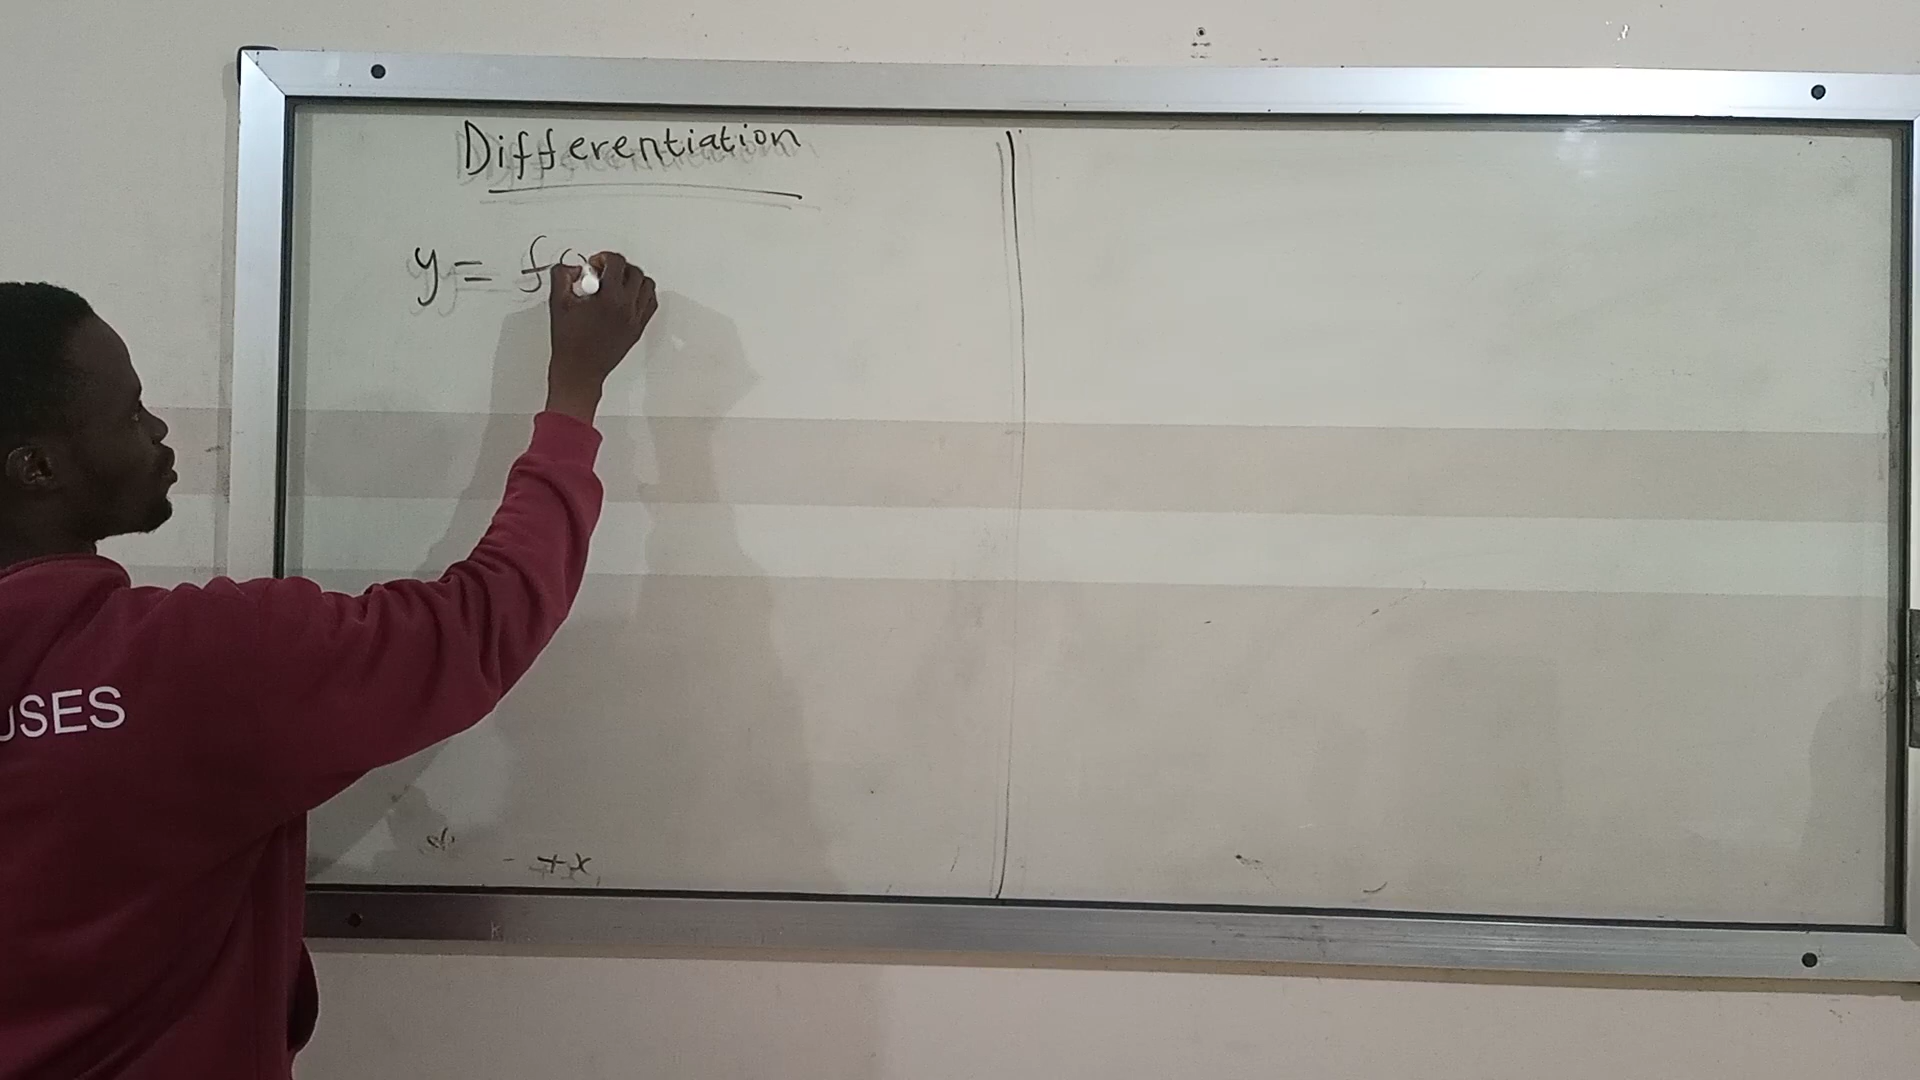 Differentiation
y = f(
USES
+x